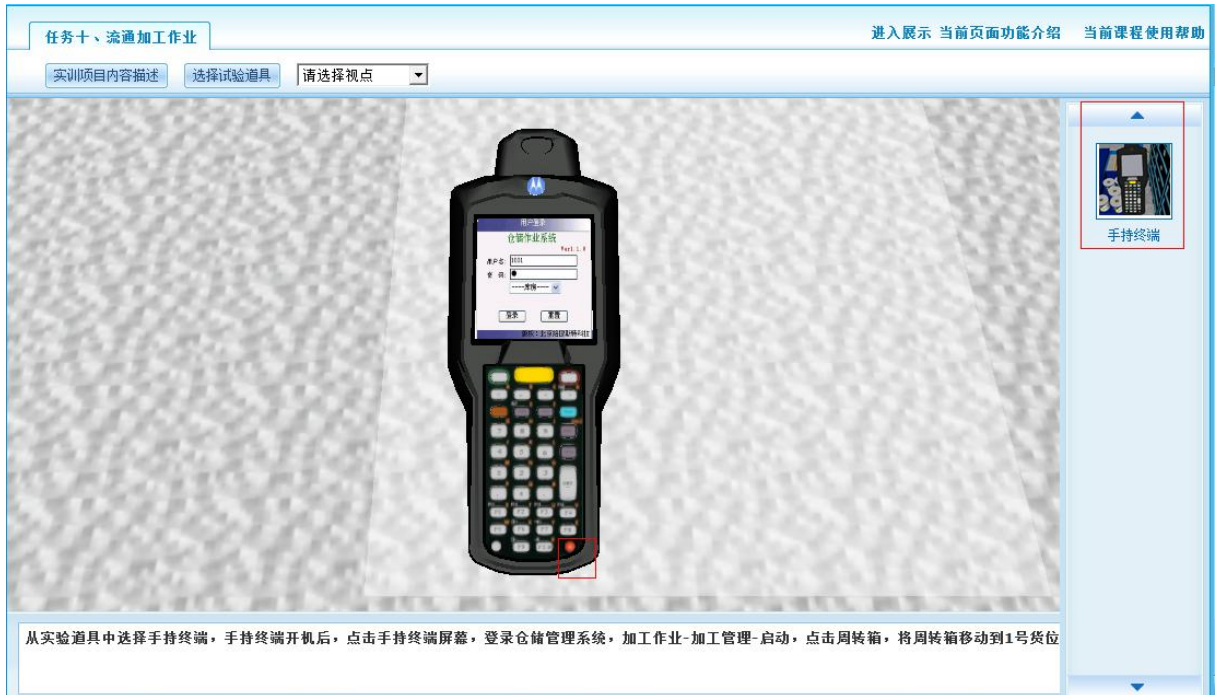 任务十、流通加工作业
进入展示 当前页面功能介绍 当前课程使用帮助
实训项目内容描述 选择试验道具 请选择视点
手持终端
用户登录
仓储作业系统
Ver1.1.0
用户名: 1001
密 码:
----库房----
登录 重置
从实验道具中选择手持终端，手持终端开机后，点击手持终端屏幕，登录仓储管理系统，加工作业-加工管理-启动，点击周转箱，将周转箱移动到1号货位